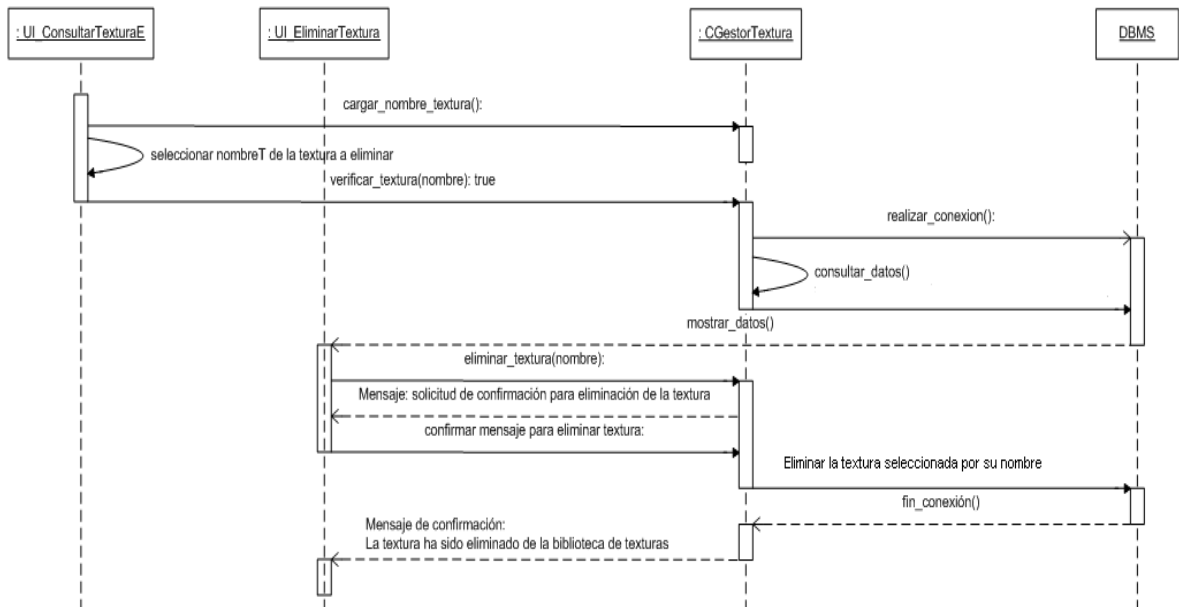 : UI_ConsultarTexturaE
: UI_EliminarTextura
: CGestorTextura
DBMS
cargar_nombre_textura():
seleccionar nombreT de la textura a eliminar
verificar_textura(nombre): true
realizar_conexion():
consultar_datos()
mostrar_datos()
eliminar_textura(nombre):
Mensaje: solicitud de confirmación para eliminación de la textura
confirmar mensaje para eliminar textura:
Eliminar la textura seleccionada por su nombre
fin_conexión()
Mensaje de confirmación:
La textura ha sido eliminado de la biblioteca de texturas